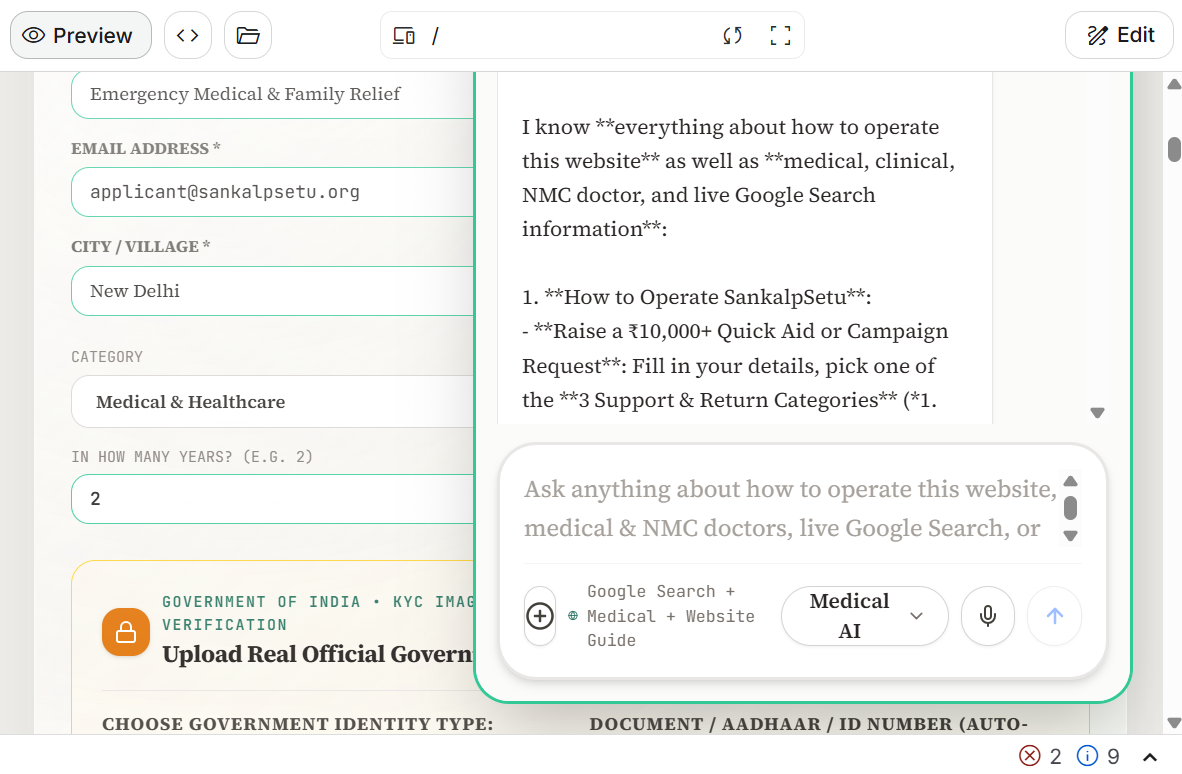 Preview
/
Edit
Emergency Medical & Family Relief
EMAIL ADDRESS *
applicant@sankalpsetu.org
CITY / VILLAGE *
New Delhi
CATEGORY
Medical & Healthcare
IN HOW MANY YEARS? (E.G. 2)
2
GOVERNMENT OF INDIA • KYC IMAG
VERIFICATION
Upload Real Official Govern
CHOOSE GOVERNMENT IDENTITY TYPE:
DOCUMENT / AADHAAR / ID NUMBER (AUTO-
I know **everything about how to operate
this website** as well as **medical, clinical,
NMC doctor, and live Google Search
information**:
1. **How to Operate SankalpSetu**:
- **Raise a ₹10,000+ Quick Aid or Campaign
Request**: Fill in your details, pick one of
the **3 Support & Return Categories** (*1.
Ask anything about how to operate this website,
medical & NMC doctors, live Google Search, or
Google Search +
Medical + Website
Guide
Medical
AI
2
9